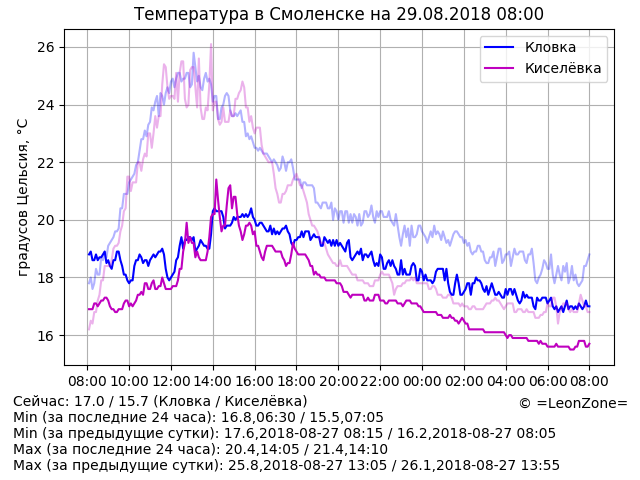 Температура в Смоленске на 29.08.2018 08:00
Кловка
Киселёвка
градусов Цельсия, °C
26
24
22
20
18
16
08:00 10:00 12:00 14:00 16:00 18:00 20:00 22:00 00:00 02:00 04:00 06:00 08:00
Сейчас: 17.0 / 15.7 (Кловка / Киселёвка)
© =LeonZone=
Min (за последние 24 часа): 16.8,06:30 / 15.5,07:05
Min (за предыдущие сутки): 17.6,2018-08-27 08:15 / 16.2,2018-08-27 08:05
Max (за последние 24 часа): 20.4,14:05 / 21.4,14:10
Max (за предыдущие сутки): 25.8,2018-08-27 13:05 / 26.1,2018-08-27 13:55